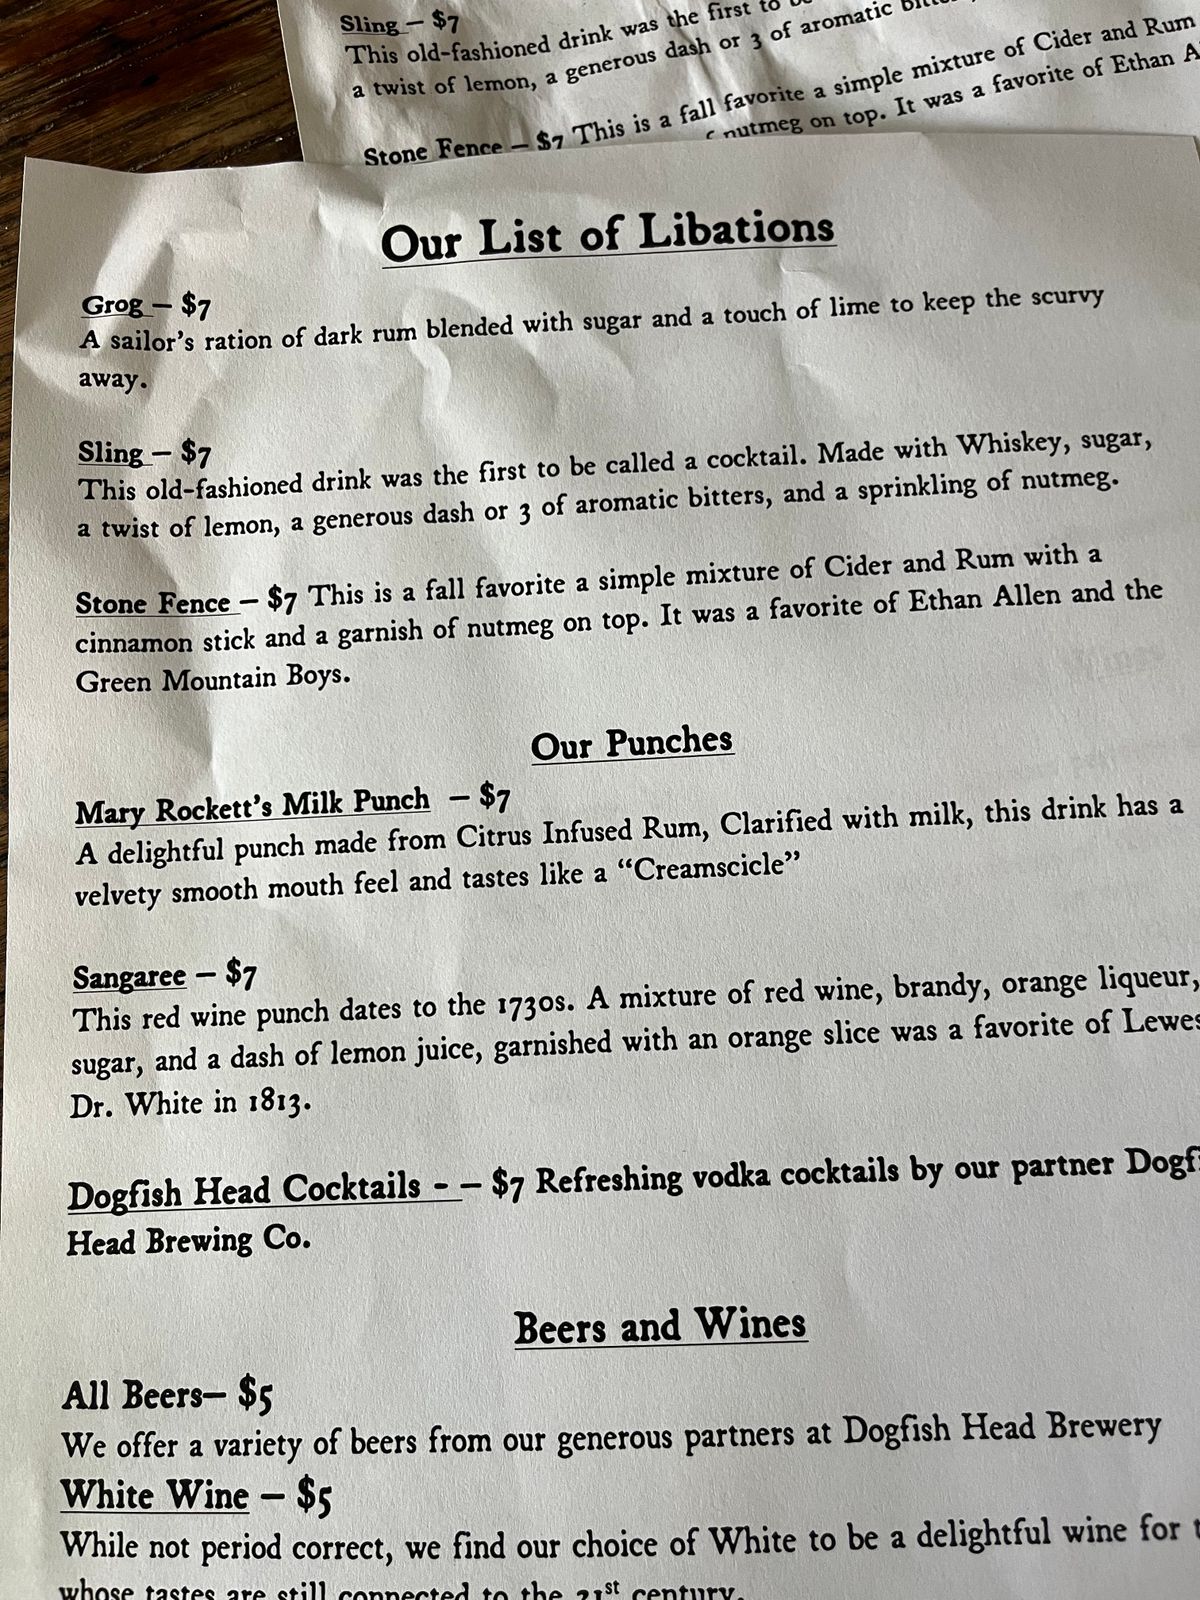 Sling – $7
This old-fashioned drink was the first to
a twist of lemon, a generous dash or 3 of aromatic
Stone Fence – $7 This is a fall favorite a simple mixture of Cider and Rum
nutmeg on top. It was a favorite of Ethan
Our List of Libations
Grog – $7
A sailor's ration of dark rum blended with sugar and a touch of lime to keep the scurvy
away.
Sling – $7
This old-fashioned drink was the first to be called a cocktail. Made with Whiskey, sugar,
a twist of lemon, a generous dash or 3 of aromatic bitters, and a sprinkling of nutmeg.
Stone Fence – $7 This is a fall favorite a simple mixture of Cider and Rum with a
cinnamon stick and a garnish of nutmeg on top. It was a favorite of Ethan Allen and the
Green Mountain Boys.
Our Punches
Mary Rockett's Milk Punch – $7
A delightful punch made from Citrus Infused Rum, Clarified with milk, this drink has a
velvety smooth mouth feel and tastes like a “Creamscicle”
Sangaree – $7
This red wine punch dates to the 1730s. A mixture of red wine, brandy, orange liqueur,
sugar, and a dash of lemon juice, garnished with an orange slice was a favorite of Lewes
Dr. White in 1813.
Dogfish Head Cocktails - – $7 Refreshing vodka cocktails by our partner
Head Brewing Co.
Beers and Wines
All Beers– $5
We offer a variety of beers from our generous partners at Dogfish Head Brewery
White Wine – $5
While not period correct, we find our choice of White to be a delightful wine for
whose tastes are still connected to the 21st century.